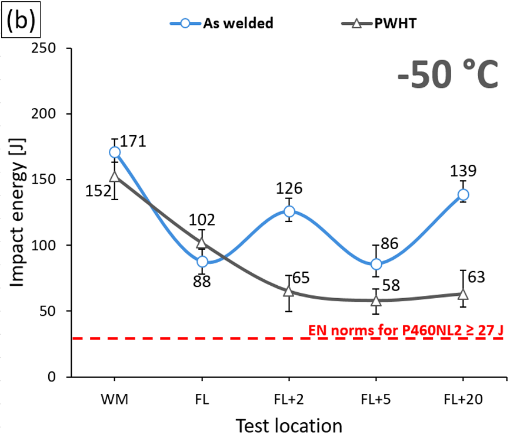 (b)
As welded
PWHT
-50 °C
Impact energy [J]
250
200
150
100
50
0
171
152
102
88
126
65
86
58
139
63
EN norms for P460NL2 ≥ 27 J
WM FL FL+2 FL+5 FL+20
Test location